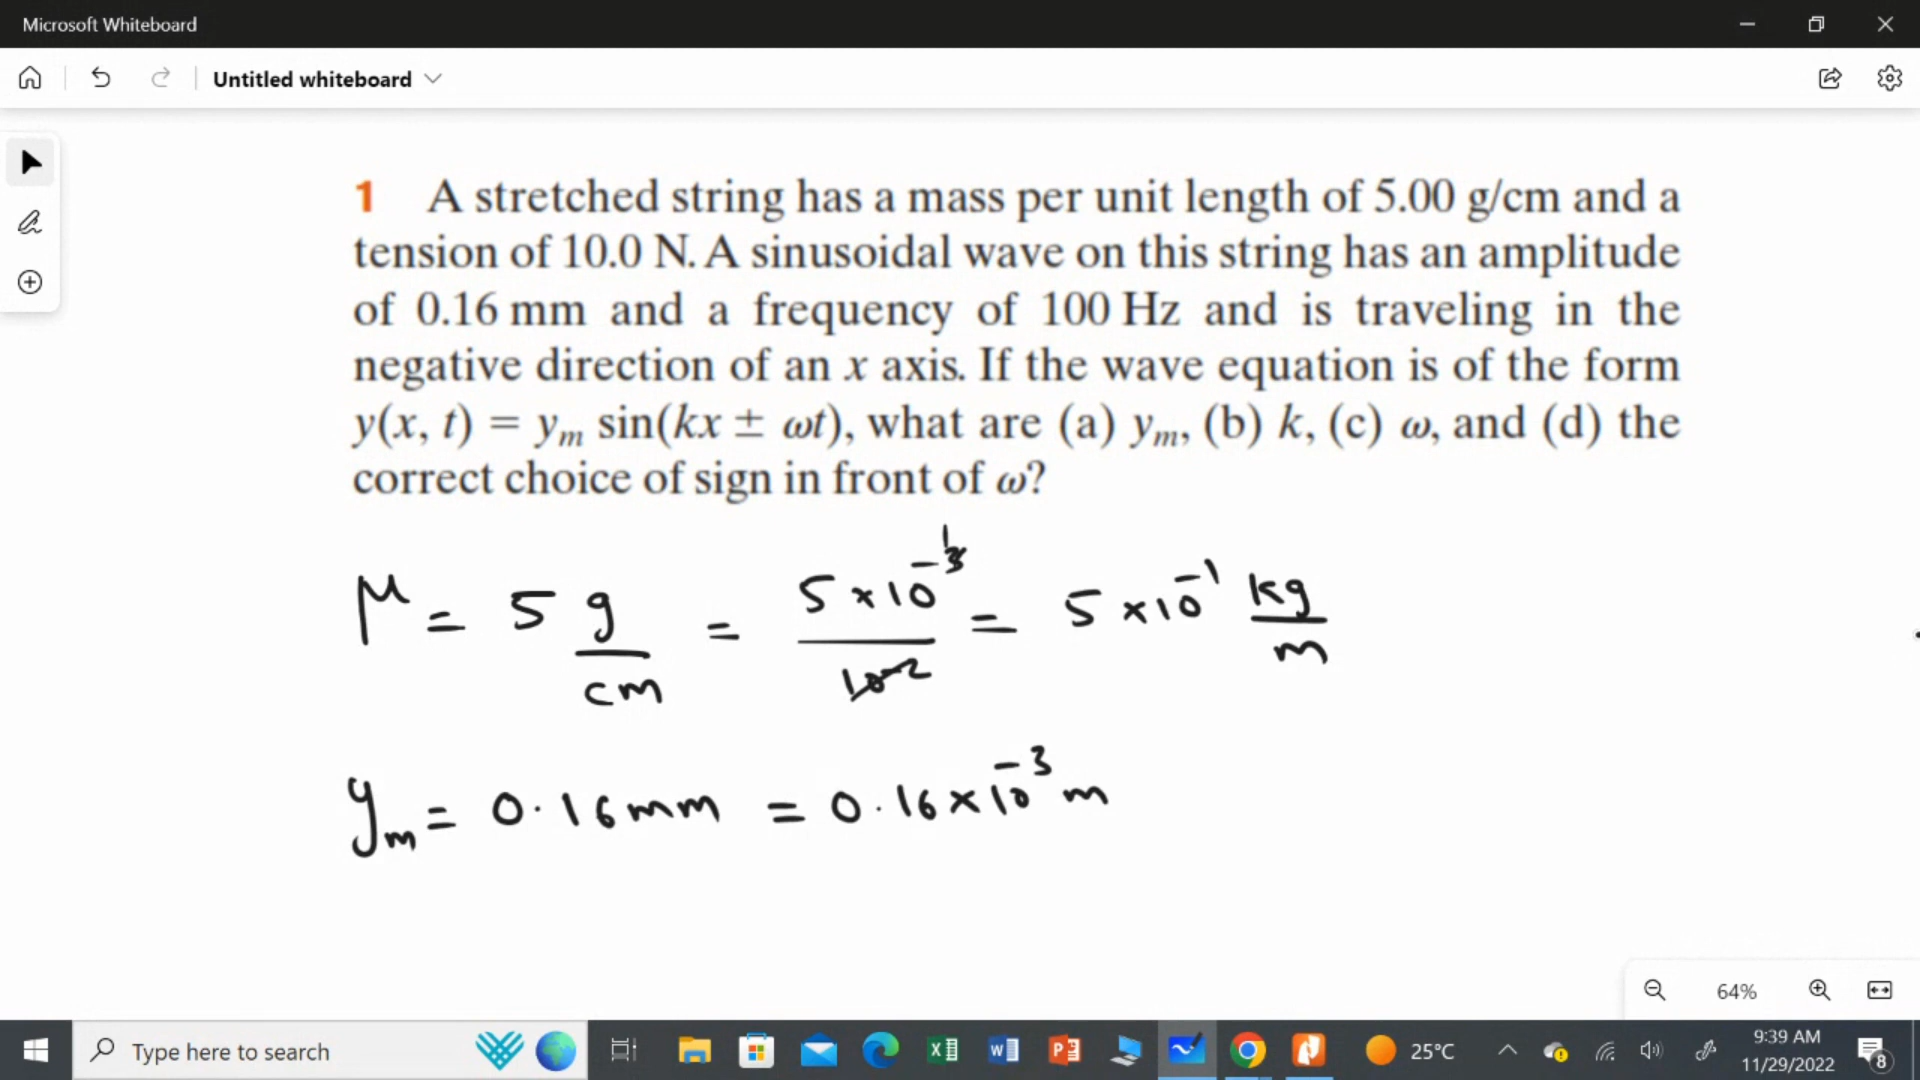 Microsoft Whiteboard
Untitled whiteboard
1 A stretched string has a mass per unit length of 5.00 g/cm and a
tension of 10.0 N. A sinusoidal wave on this string has an amplitude
of 0.16 mm and a frequency of 100 Hz and is traveling in the
negative direction of an x axis. If the wave equation is of the form
y(x, t) = yₘ sin(kx ± ωt), what are (a) yₘ, (b) k, (c) ω, and (d) the
correct choice of sign in front of ω?
μ = 5 g/cm = 5×10⁻³ 1 / 10⁻² = 5×10⁻¹ kg/m
yₘ = 0.16mm = 0.16×10⁻³ m
64%
Type here to search
25°C
9:39 AM
11/29/2022
8